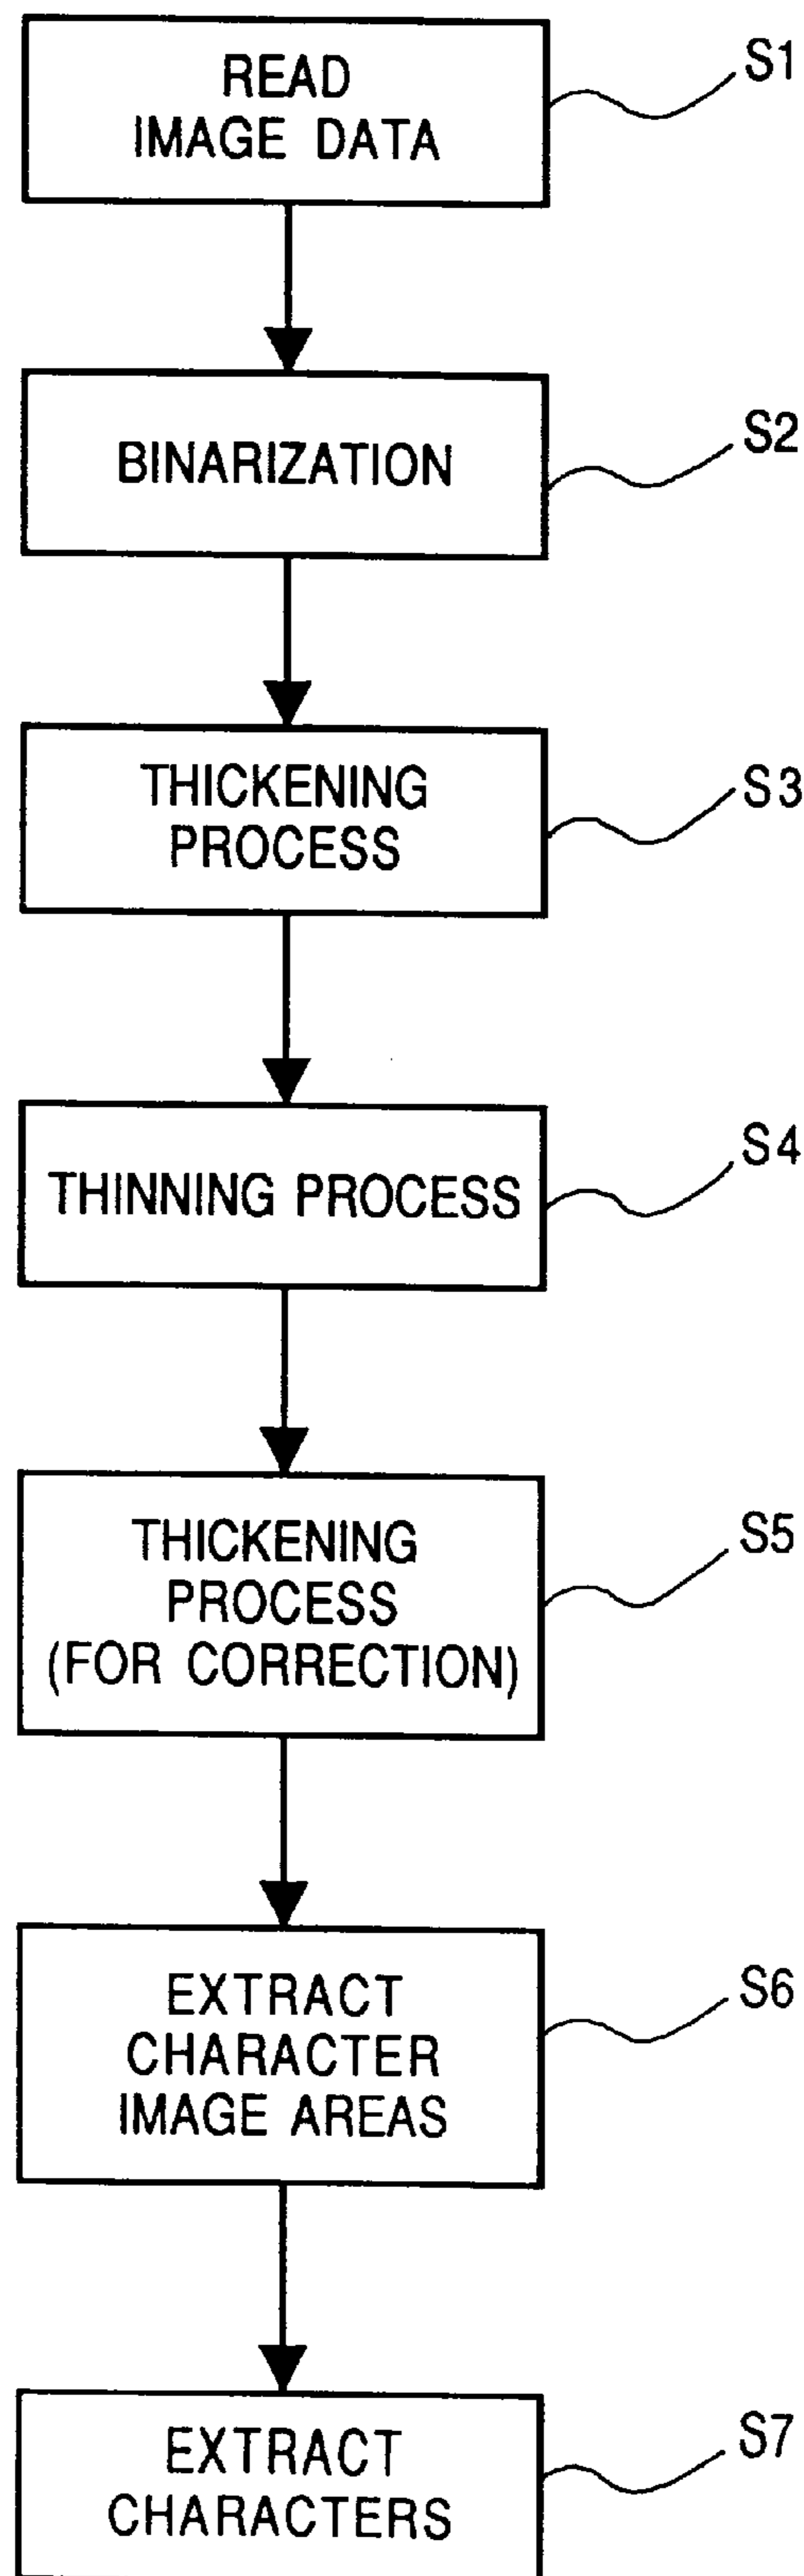 READ
IMAGE DATA
S1
BINARIZATION
S2
THICKENING
PROCESS
S3
THINNING PROCESS
S4
THICKENING
PROCESS
(FOR CORRECTION)
S5
EXTRACT
CHARACTER
IMAGE AREAS
S6
EXTRACT
CHARACTERS
S7